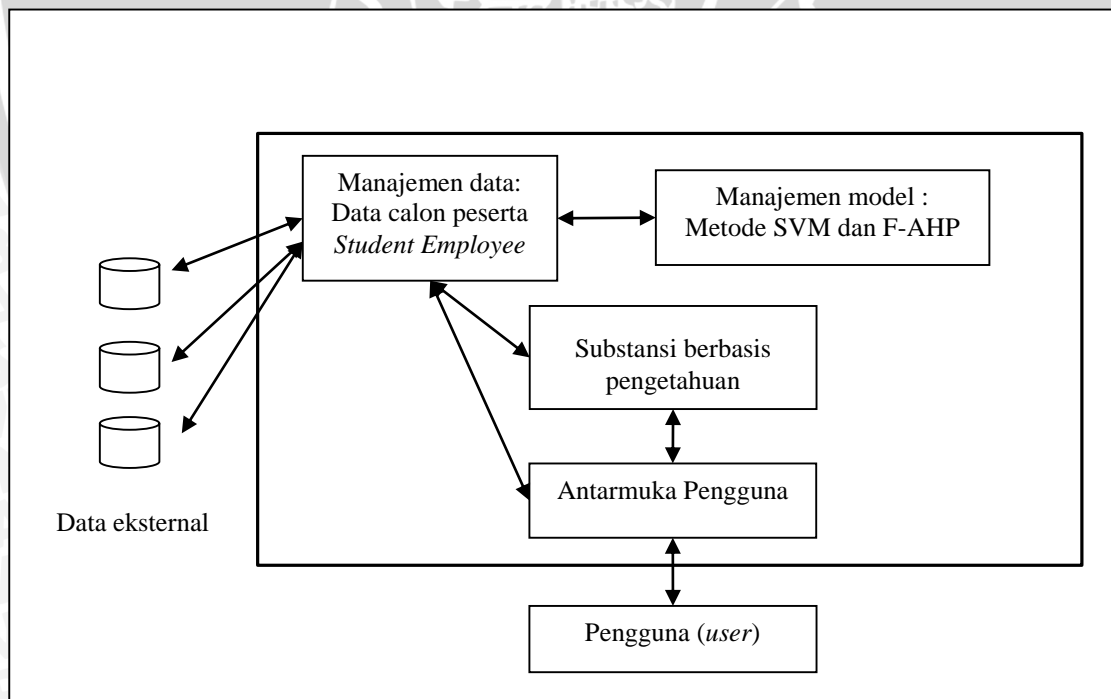 Manajemen data:
Data calon peserta
Student Employee
Manajemen model :
Metode SVM dan F-AHP
Substansi berbasis
pengetahuan
Antarmuka Pengguna
Data eksternal
Pengguna (user)